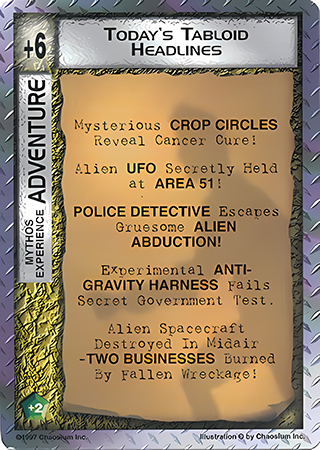 +6
TODAY'S TABLOID
HEADLINES
MYTHOS
EXPERIENCE
ADVENTURE
Mysterious CROP CIRCLES
Reveal Cancer Cure!
Alien UFO Secretly Held
at AREA 51!
POLICE DETECTIVE Escapes
Gruesome ALIEN
ABDUCTION!
Experimental ANTI-
GRAVITY HARNESS Fails
Secret Government Test.
Alien Spacecraft
Destroyed In Midair
-TWO BUSINESSES Burned
By Fallen Wreckage!
+2
©1997 Chaosium Inc.
Illustration © by Chaosium Inc.